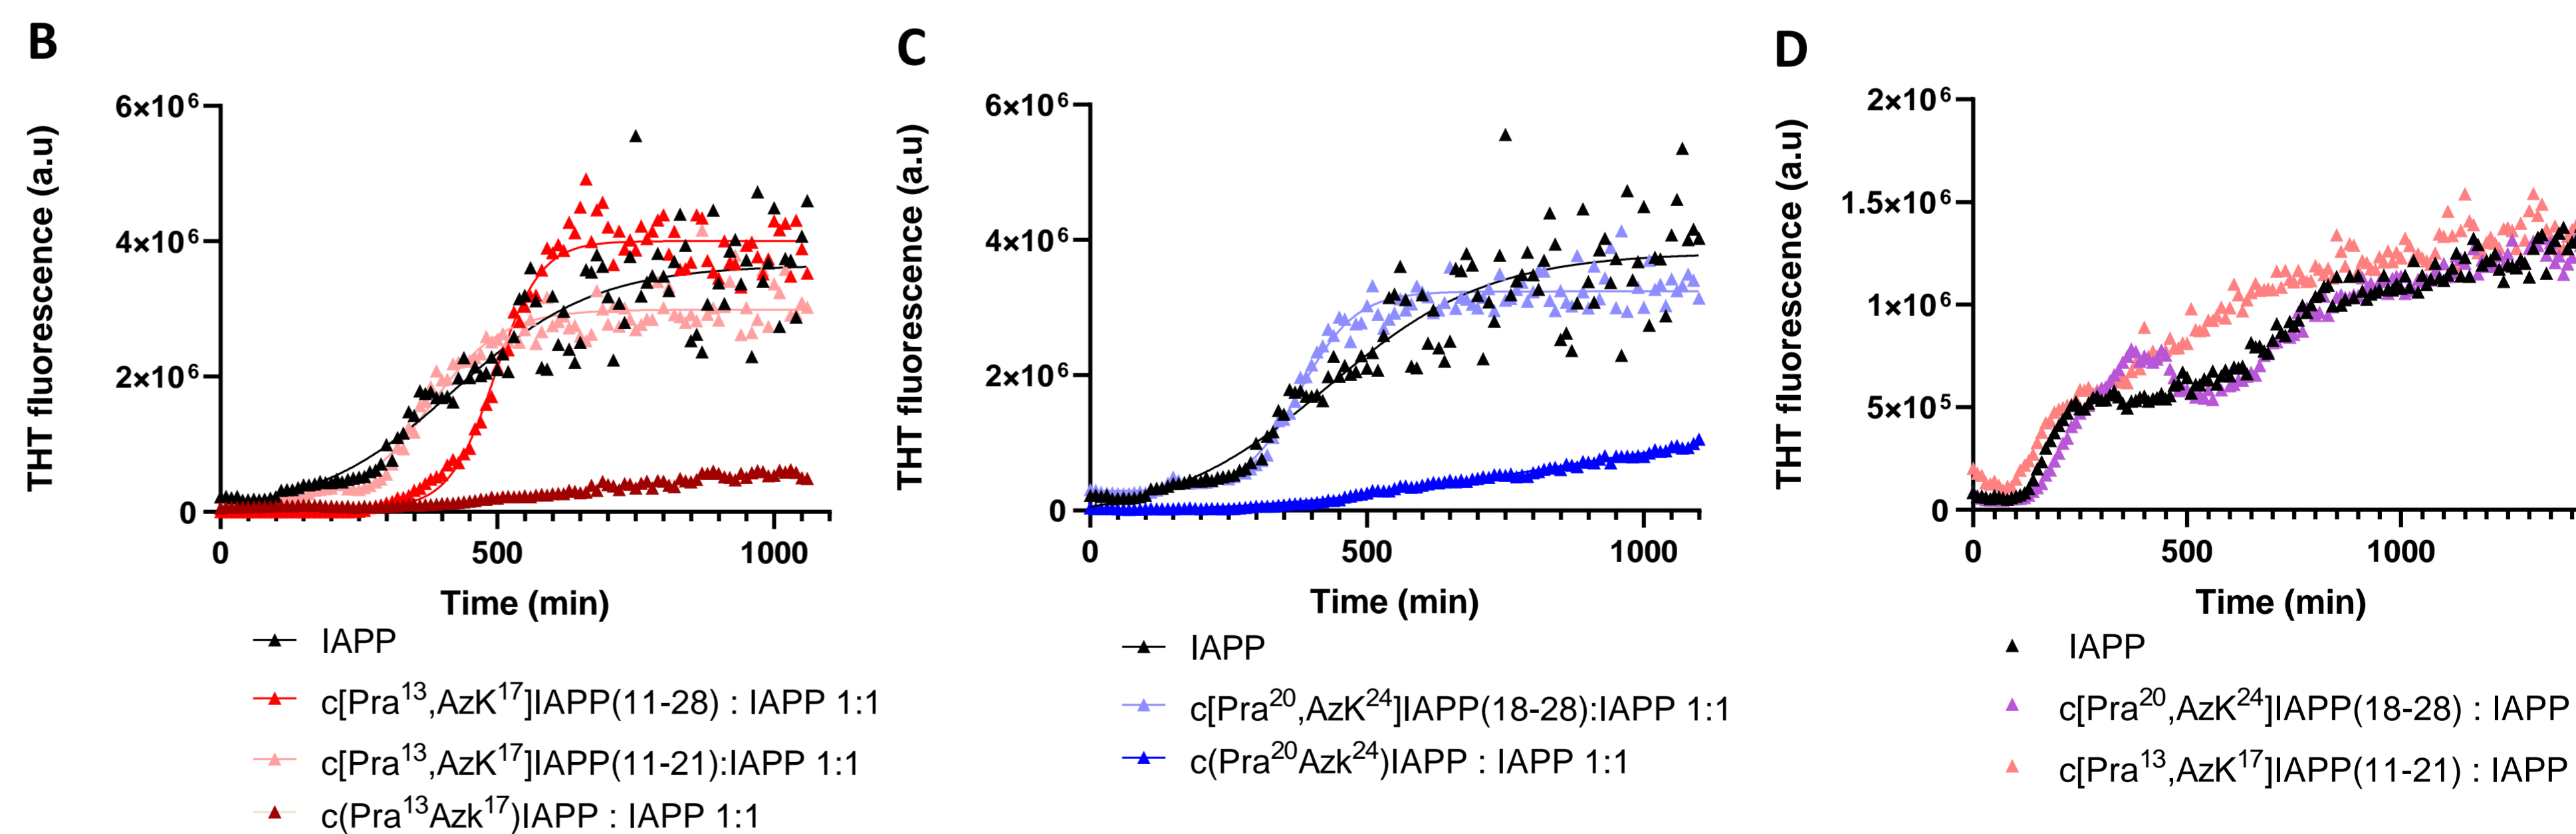 B
THT fluorescence (a.u)
6×10⁶
4×10⁶
2×10⁶
0
0 500 1000
Time (min)
IAPP
c[Pra¹³,AzK¹⁷]IAPP(11-28) : IAPP 1:1
c[Pra¹³,AzK¹⁷]IAPP(11-21):IAPP 1:1
c(Pra¹³Azk¹⁷)IAPP : IAPP 1:1
C
THT fluorescence (a.u)
6×10⁶
4×10⁶
2×10⁶
0
0 500 1000
Time (min)
IAPP
c[Pra²⁰,AzK²⁴]IAPP(18-28):IAPP 1:1
c(Pra²⁰Azk²⁴)IAPP : IAPP 1:1
D
THT fluorescence (a.u)
2×10⁶
1.5×10⁶
1×10⁶
5×10⁵
0
0 500 1000
Time (min)
IAPP
c[Pra²⁰,AzK²⁴]IAPP(18-28) : IAPP
c[Pra¹³,AzK¹⁷]IAPP(11-21) : IAPP